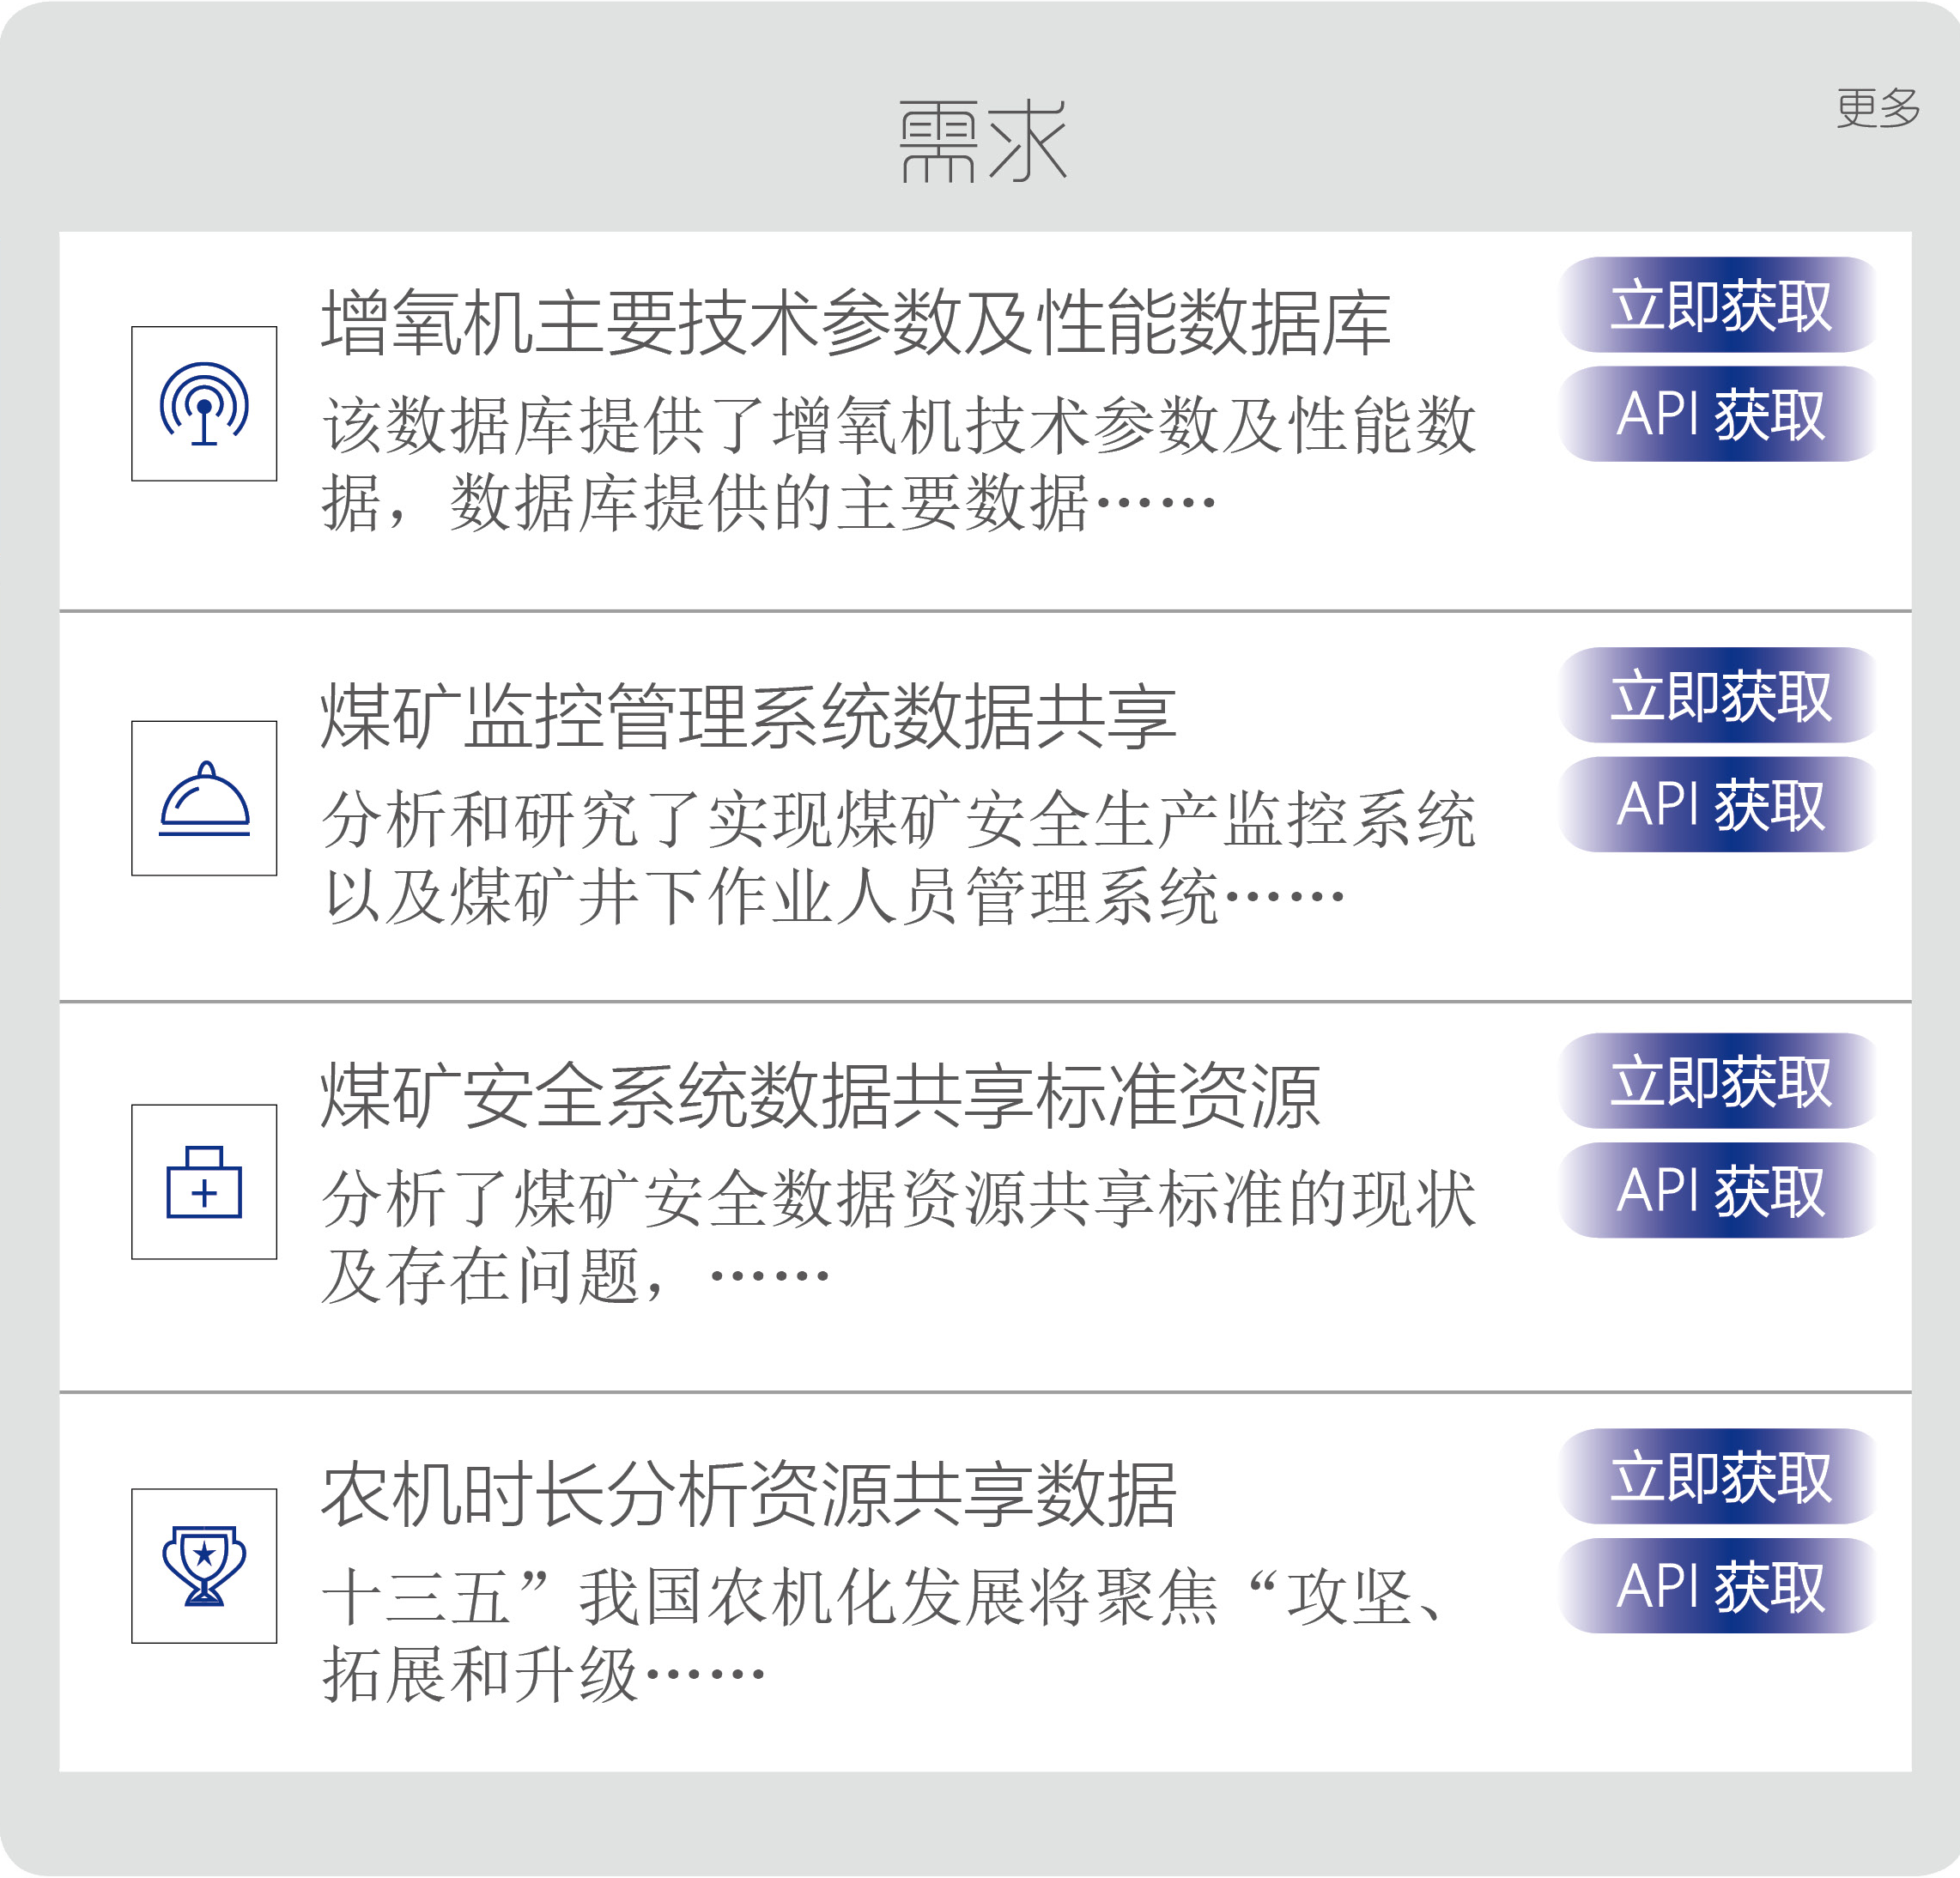 需求
更多
增氧机主要技术参数及性能数据库
立即获取
API 获取
该数据库提供了增氧机技术参数及性能数
据，数据库提供的主要数据……
煤矿监控管理系统数据共享
立即获取
API 获取
分析和研究了实现煤矿安全生产监控系统
以及煤矿井下作业人员管理系统……
煤矿安全系统数据共享标准资源
立即获取
API 获取
分析了煤矿安全数据资源共享标准的现状
及存在问题，……
农机时长分析资源共享数据
立即获取
API 获取
十三五”我国农机化发展将聚焦“攻坚、
拓展和升级……